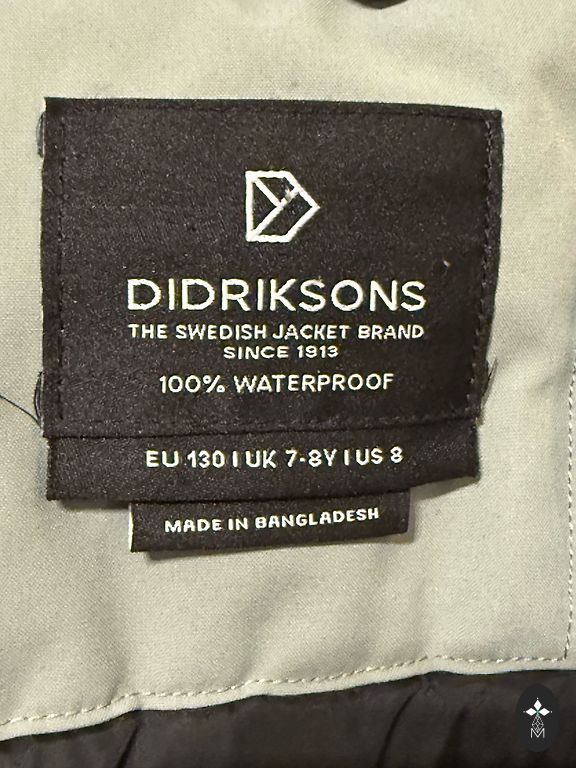 DIDRIKSONS
THE SWEDISH JACKET BRAND
SINCE 1913
100% WATERPROOF
EU 130 | UK 7-8Y | US 8
MADE IN BANGLADESH
M